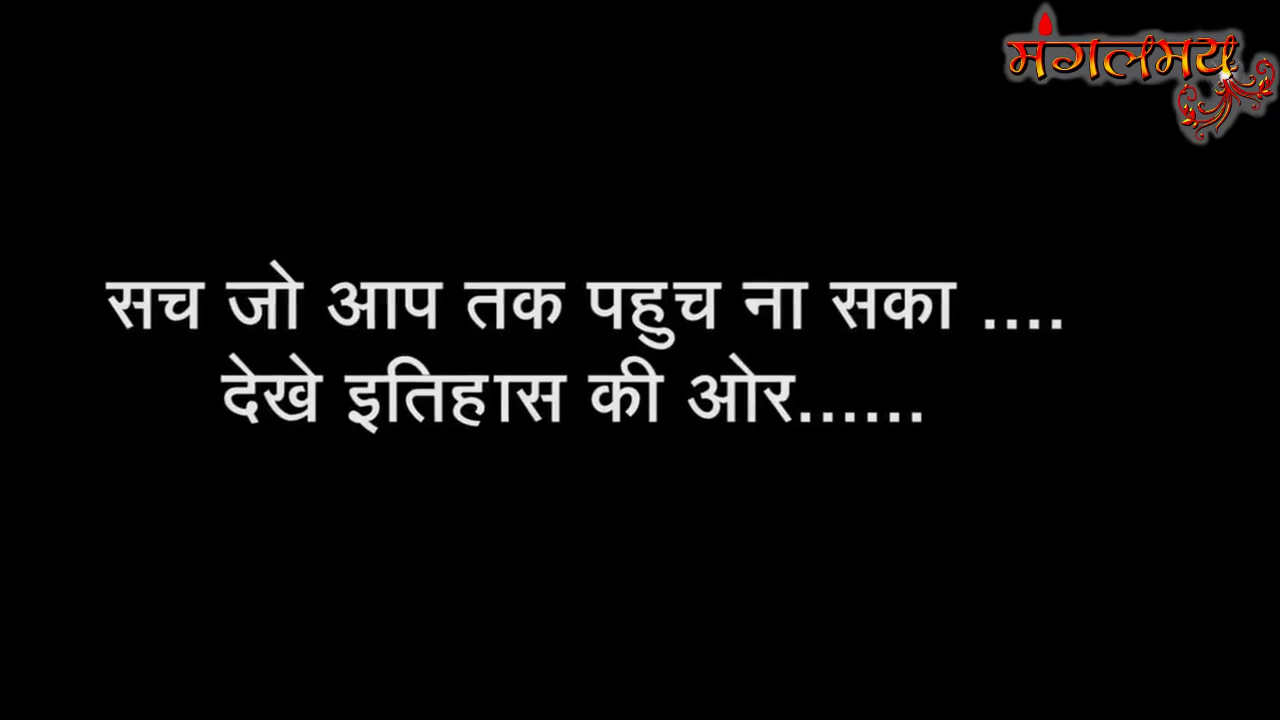 मंगलमय
सच जो आप तक पहुच ना सका ....
देखे इतिहास की ओर......